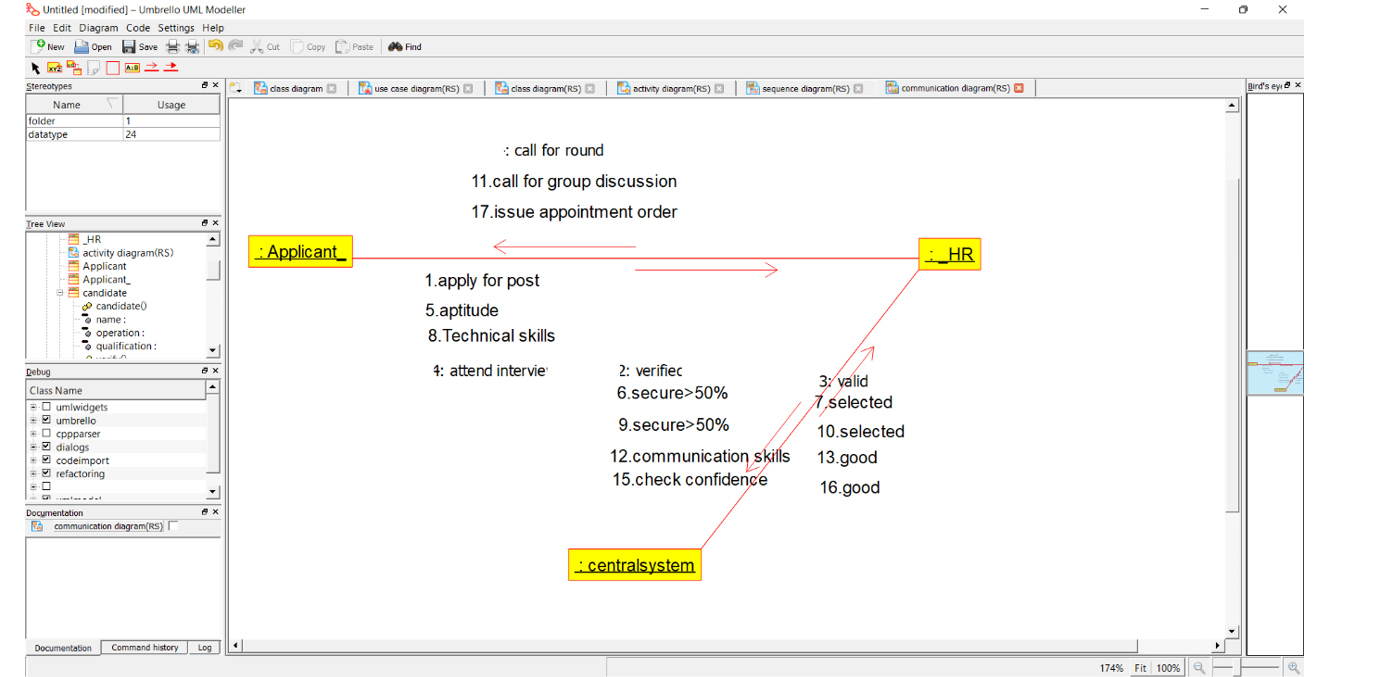 Untitled [modified] – Umbrello UML Modeller
File Edit Diagram Code Settings Help
New Open Save Cut Copy Paste Find
Stereotypes
Name Usage
folder 1
datatype 24
Tree View
_HR
activity diagram(RS)
Applicant
Applicant_
candidate
candidate()
name :
operation :
qualification :
Debug
Class Name
umlwidgets
umbrello
cppparser
dialogs
codeimport
refactoring
Documentation
communication diagram(RS)
Documentation Command history Log
class diagram use case diagram(RS) class diagram(RS) activity diagram(RS) sequence diagram(RS) communication diagram(RS)
Bird's eye
: call for round
11.call for group discussion
17.issue appointment order
: Applicant_
: _HR
1.apply for post
5.aptitude
8.Technical skills
: attend intervie
2: verified
6.secure>50%
9.secure>50%
12.communication skills
15.check confidence
3: valid
7.selected
10.selected
13.good
16.good
: centralsystem
174% Fit 100%